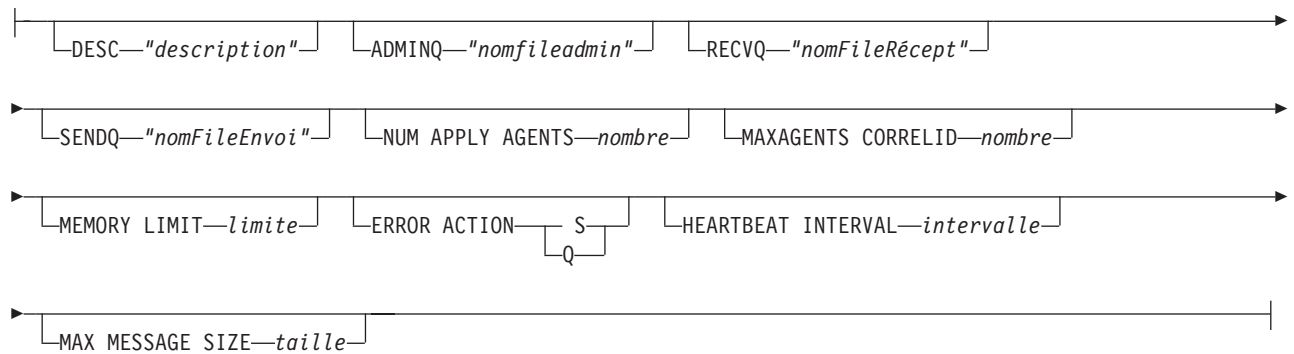 DESC "description" ADMINQ "nomfileadmin" RECVQ "nomFileRécept"
SENDQ "nomFileEnvoi" NUM APPLY AGENTS nombre MAXAGENTS CORRELID nombre
MEMORY LIMIT limite ERROR ACTION S HEARTBEAT INTERVAL intervalle
Q
MAX MESSAGE SIZE taille